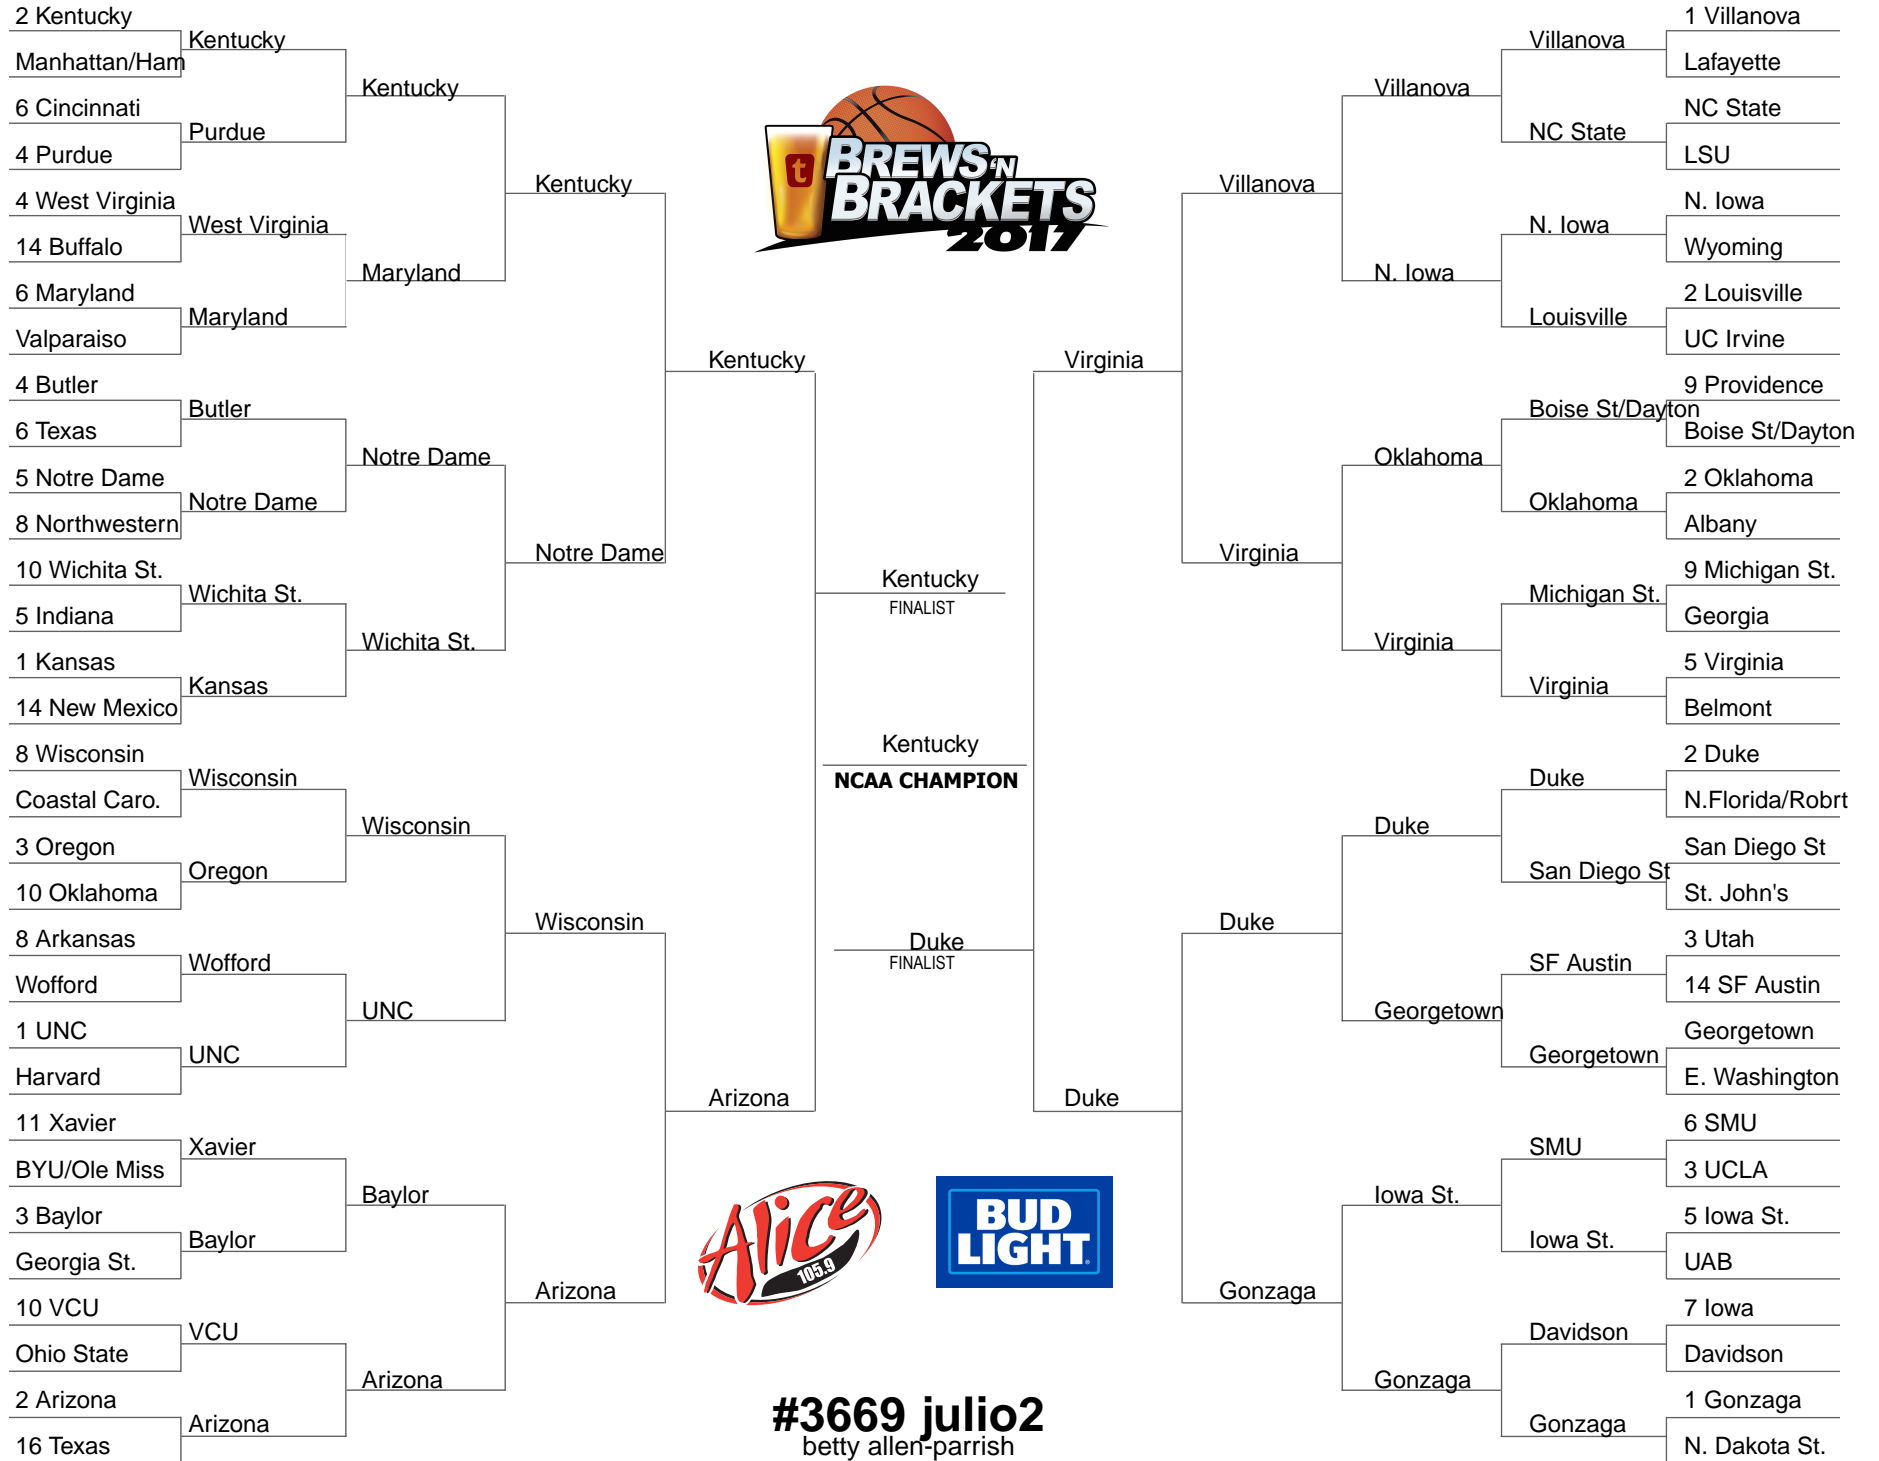 2 Kentucky
Manhattan/Ham
6 Cincinnati
4 Purdue
4 West Virginia
14 Buffalo
6 Maryland
Valparaiso
4 Butler
6 Texas
5 Notre Dame
8 Northwestern
10 Wichita St.
5 Indiana
1 Kansas
14 New Mexico
8 Wisconsin
Coastal Caro.
3 Oregon
10 Oklahoma
8 Arkansas
Wofford
1 UNC
Harvard
11 Xavier
BYU/Ole Miss
3 Baylor
Georgia St.
10 VCU
Ohio State
2 Arizona
16 Texas
Kentucky
Purdue
West Virginia
Maryland
Butler
Notre Dame
Wichita St.
Kansas
Wisconsin
Oregon
Wofford
UNC
Xavier
Baylor
VCU
Arizona
Kentucky
Maryland
Notre Dame
Wichita St.
Wisconsin
UNC
Baylor
Arizona
Kentucky
Notre Dame
Wisconsin
Arizona
Kentucky
Arizona
t
BREWS 'N
BRACKETS
2017
Kentucky
FINALIST
Kentucky
NCAA CHAMPION
Duke
FINALIST
Alice
105.9
BUD
LIGHT
#3669 julio2
betty allen-parrish
Virginia
Duke
Villanova
Virginia
Duke
Gonzaga
Villanova
N. Iowa
Oklahoma
Virginia
Duke
Georgetown
Iowa St.
Gonzaga
Villanova
NC State
N. Iowa
Louisville
Boise St/Dayton
Oklahoma
Michigan St.
Virginia
Duke
San Diego St
SF Austin
Georgetown
SMU
Iowa St.
Davidson
Gonzaga
1 Villanova
Lafayette
NC State
LSU
N. Iowa
Wyoming
2 Louisville
UC Irvine
9 Providence
Boise St/Dayton
2 Oklahoma
Albany
9 Michigan St.
Georgia
5 Virginia
Belmont
2 Duke
N.Florida/Robrt
San Diego St
St. John's
3 Utah
14 SF Austin
Georgetown
E. Washington
6 SMU
3 UCLA
5 Iowa St.
UAB
7 Iowa
Davidson
1 Gonzaga
N. Dakota St.